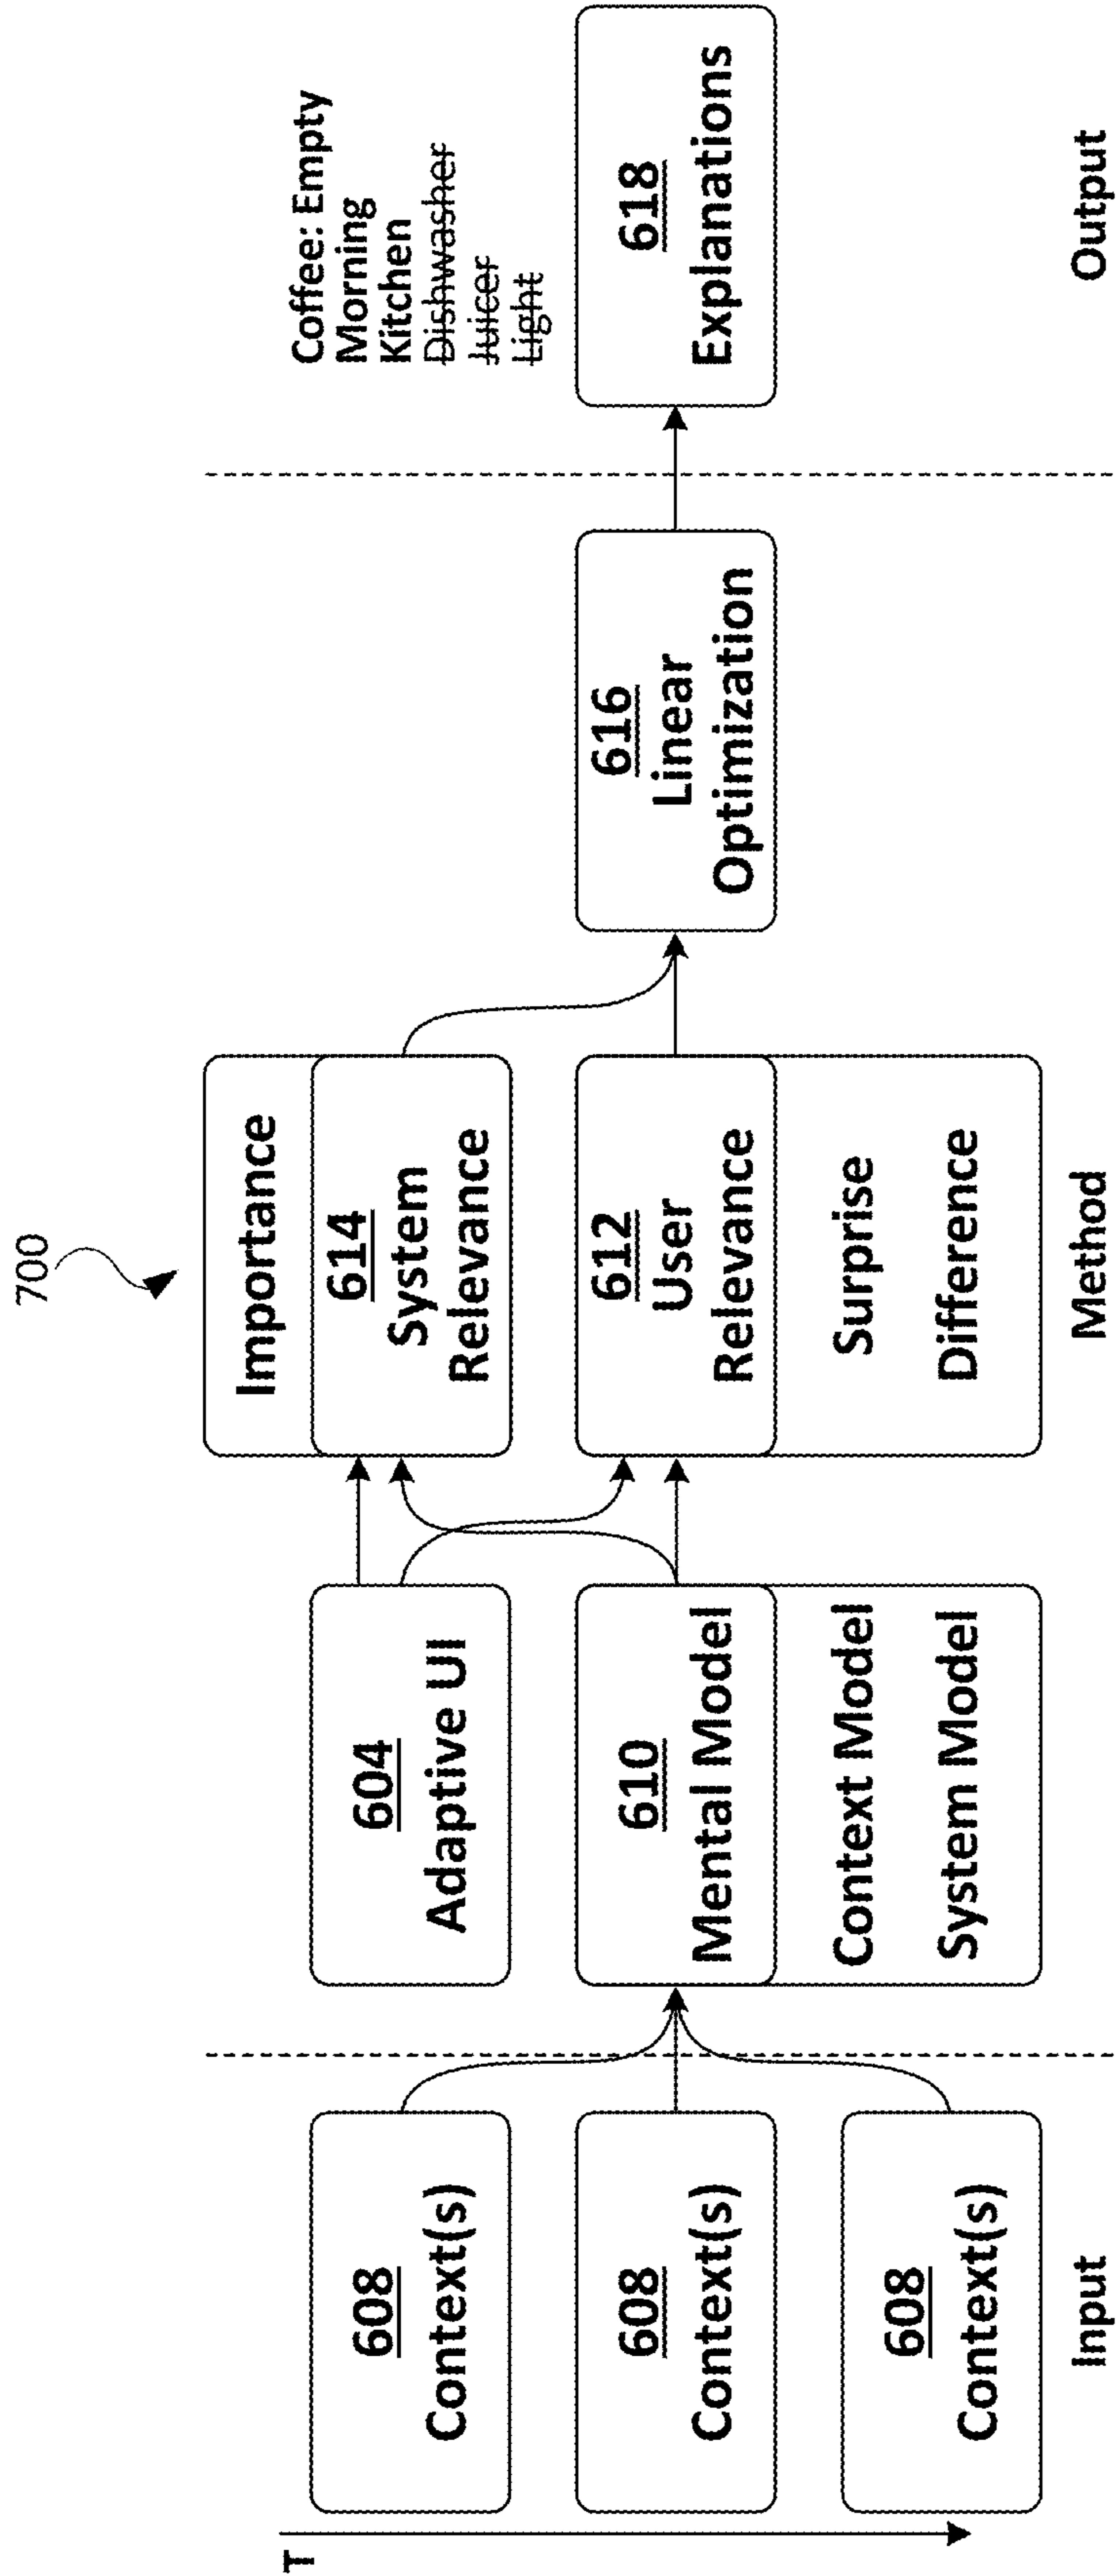 700
T
608
Context(s)
608
Context(s)
608
Context(s)
Input
604
Adaptive UI
610
Mental Model
Context Model
System Model
Importance
614
System
Relevance
612
User
Relevance
Surprise
Difference
Method
616
Linear
Optimization
Coffee: Empty
Morning
Kitchen
Dishwasher
Juicer
Light
618
Explanations
Output